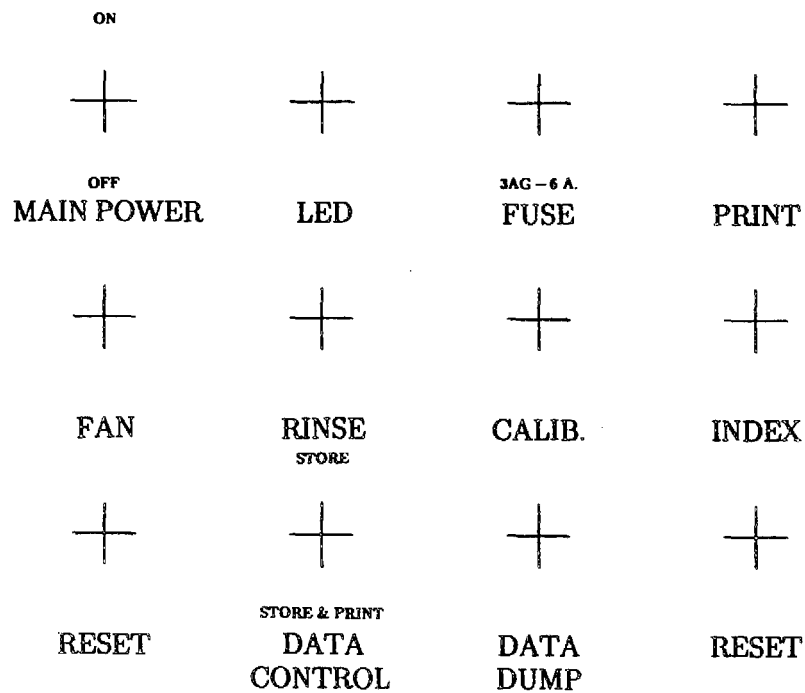 ON
OFF
3AG – 6 A.
MAIN POWER LED FUSE PRINT
FAN RINSE CALIB. INDEX
STORE
STORE & PRINT
RESET DATA DATA RESET
CONTROL DUMP